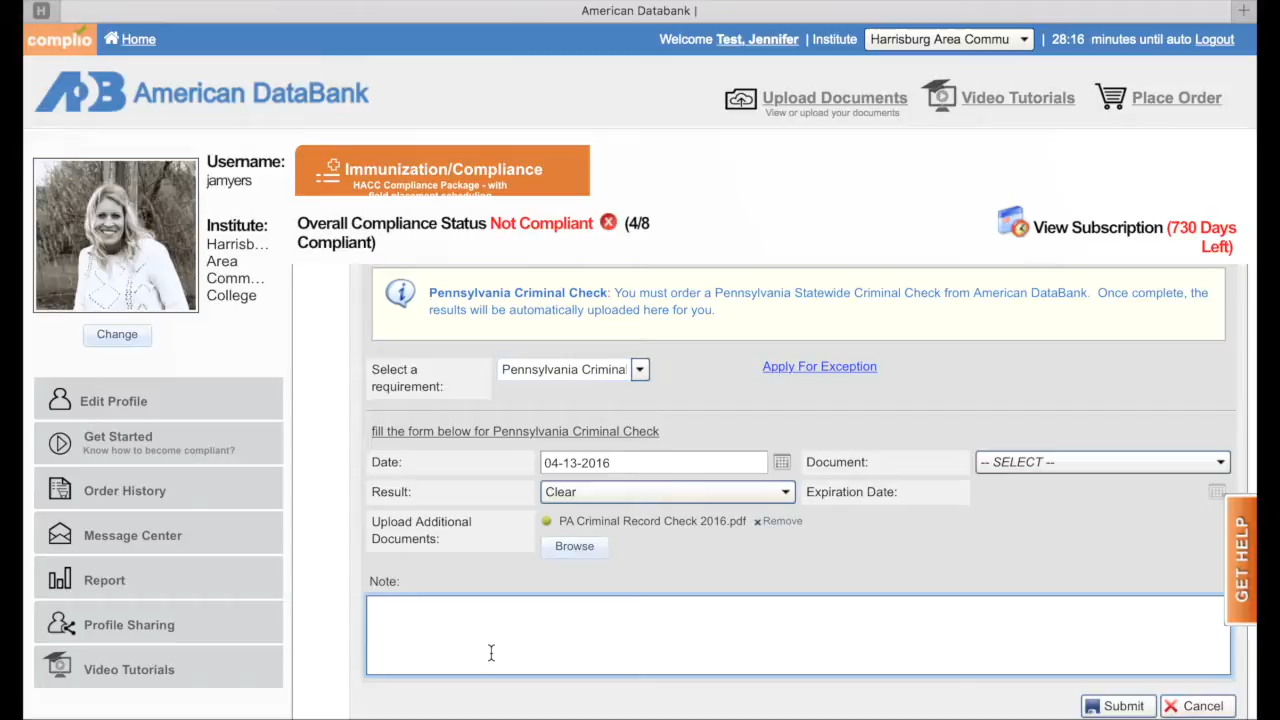 H
American Databank |
complio
Home
Welcome Test, Jennifer | Institute Harrisburg Area Commu | 28:16 minutes until auto Logout
ADB American DataBank
Upload Documents
View or upload your documents
Video Tutorials
Place Order
Username:
jamyers
Institute:
Harrisb...
Area
Comm...
College
Change
Immunization/Compliance
HACC Compliance Package - with
field placement scheduling
Overall Compliance Status Not Compliant (4/8
Compliant)
View Subscription (730 Days
Left)
Edit Profile
Get Started
Know how to become compliant?
Order History
Message Center
Report
Profile Sharing
Video Tutorials
Pennsylvania Criminal Check: You must order a Pennsylvania Statewide Criminal Check from American DataBank. Once complete, the
results will be automatically uploaded here for you.
Select a
requirement:
Pennsylvania Criminal
Apply For Exception
fill the form below for Pennsylvania Criminal Check
Date: 04-13-2016 Document: -- SELECT --
Result: Clear Expiration Date:
Upload Additional
Documents:
PA Criminal Record Check 2016.pdf Remove
Browse
Note:
GET HELP
Submit Cancel